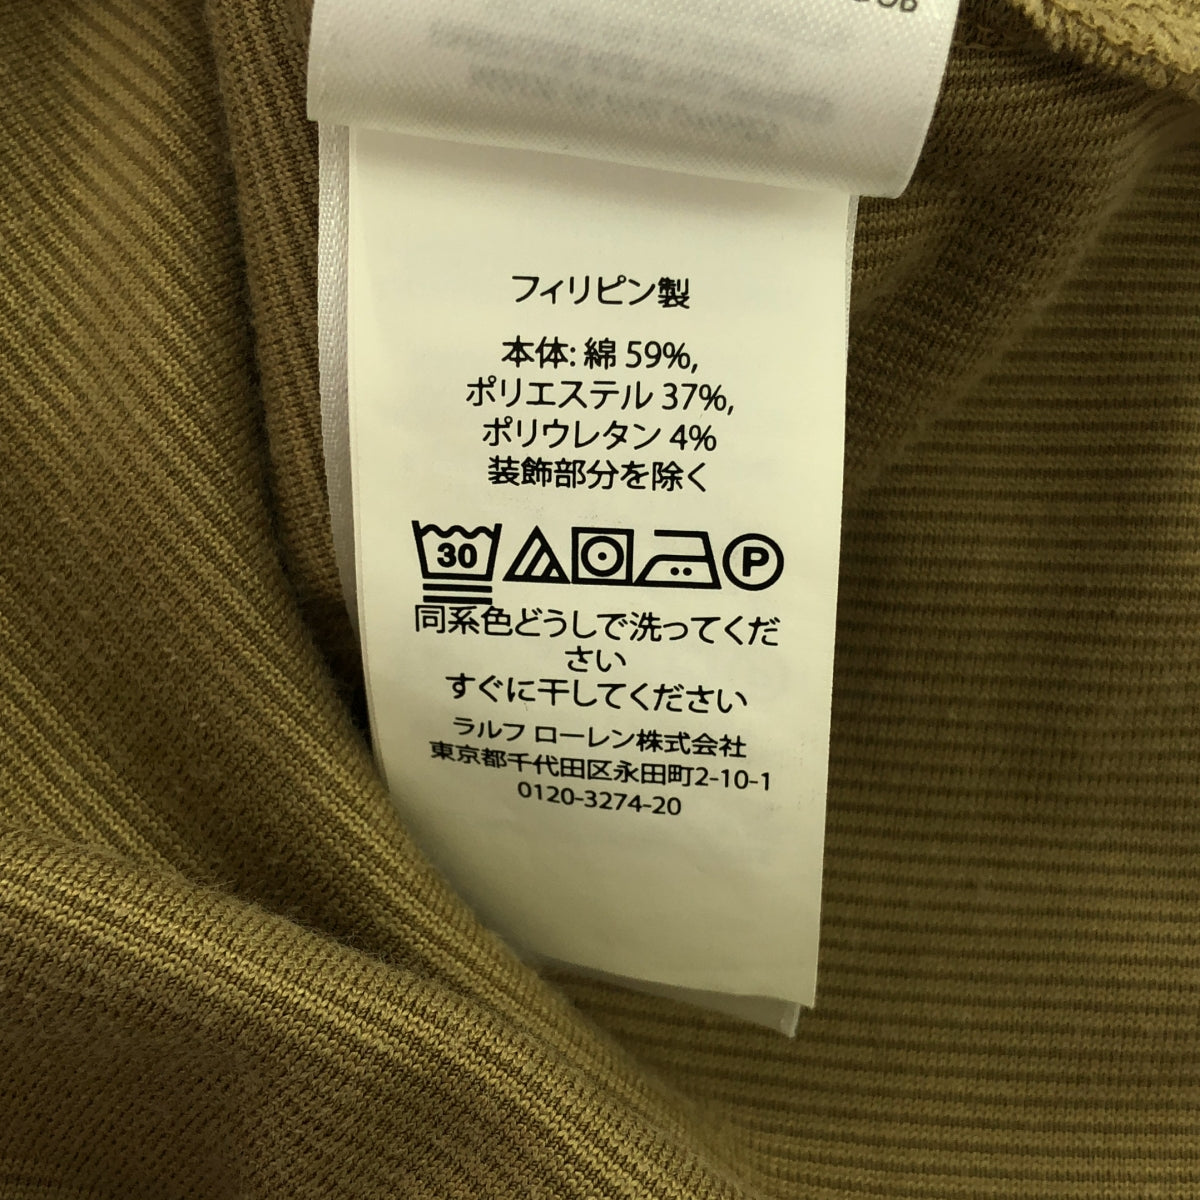 フィリピン製
本体: 綿 59%,
ポリエステル 37%,
ポリウレタン 4%
装飾部分を除く
30 P
同系色どうしで洗ってくだ
さい
すぐに干してください
ラルフ ローレン株式会社
東京都千代田区永田町2-10-1
0120-3274-20